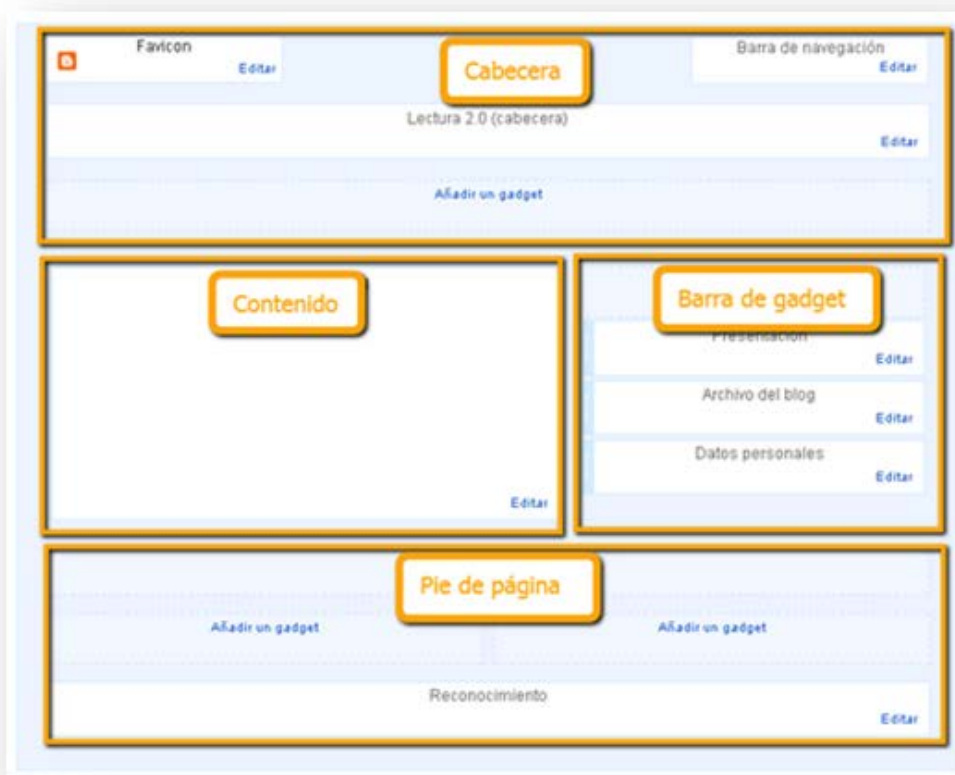 Favicon
Editar
Cabecera
Barra de navegación
Editar
Lectura 2.0 (cabecera)
Editar
Añadir un gadget
Contenido
Editar
Barra de gadget
Presentación
Editar
Archivo del blog
Editar
Datos personales
Editar
Pie de página
Añadir un gadget
Añadir un gadget
Reconocimiento
Editar